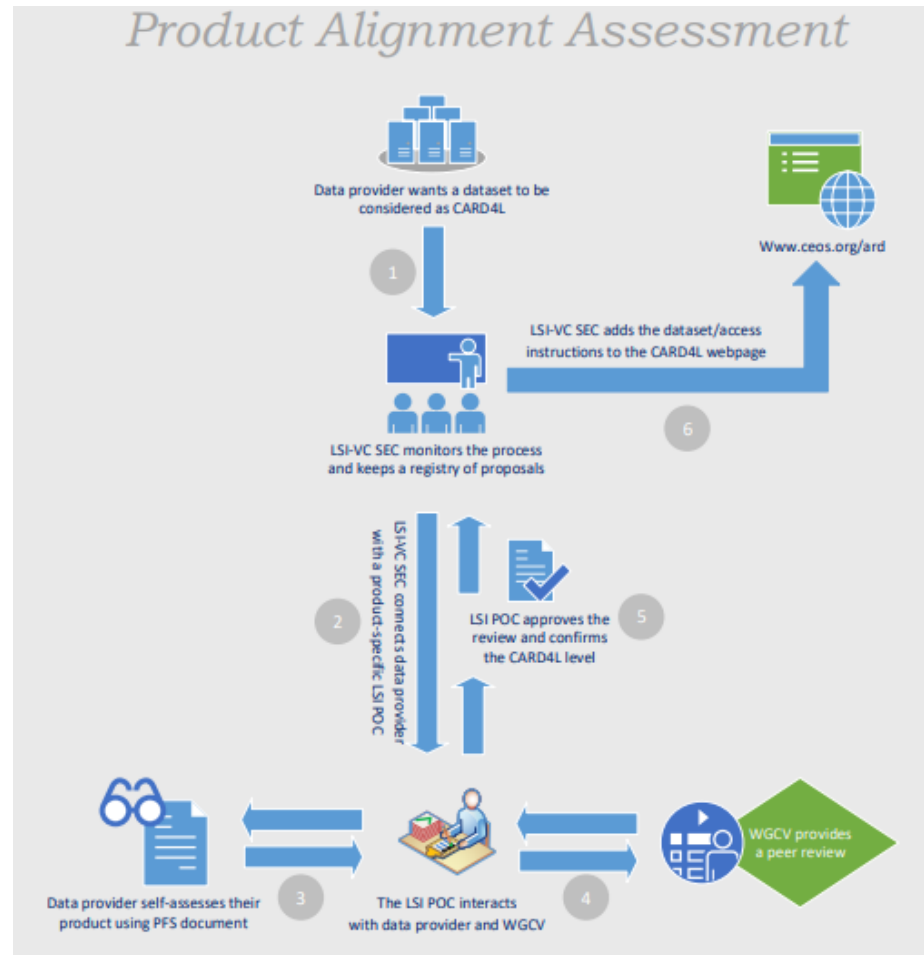 Product Alignment Assessment
Data provider wants a dataset to be
considered as CARD4L
Www.ceos.org/ard
1
LSI-VC SEC adds the dataset/access
instructions to the CARD4L webpage
6
LSI-VC SEC monitors the process
and keeps a registry of proposals
LSI-VC SEC connects data provider
with a product-specific LSI POC
2
LSI POC approves the
review and confirms
the CARD4L level
5
WGCV provides
a peer review
Data provider self-assesses their
product using PFS document
3
The LSI POC interacts
with data provider and WGCV
4